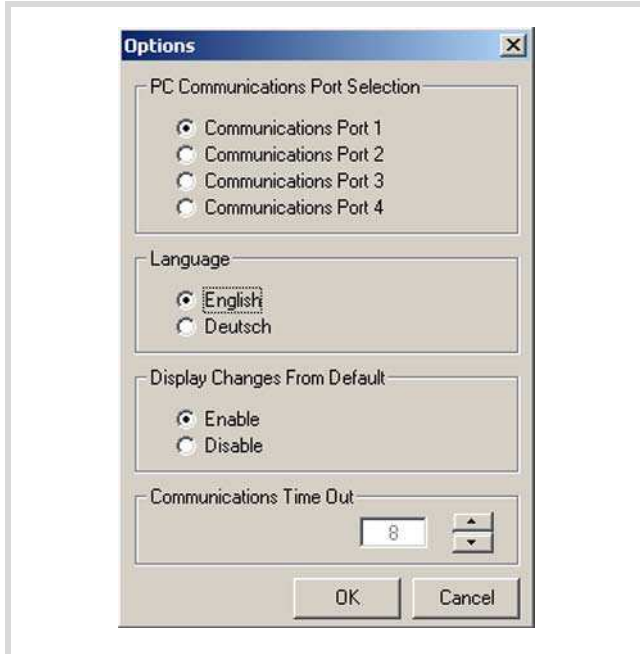 Options
PC Communications Port Selection
Communications Port 1
Communications Port 2
Communications Port 3
Communications Port 4
Language
English
Deutsch
Display Changes From Default
Enable
Disable
Communications Time Out
8
OK Cancel